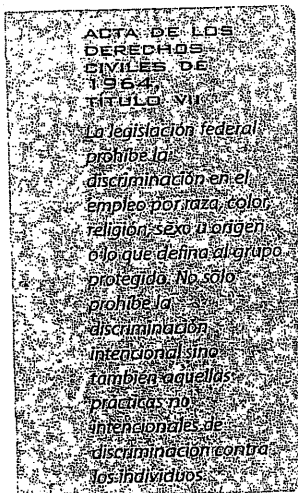 ACTA DE LOS
DERECHOS
CIVILES DE
1964,
TITULO VII
La legislación federal
prohíbe la
discriminación en el
empleo por raza, color,
religión, sexo u origen
o lo que defina al grupo
protegido. No sólo
prohíbe la
discriminación
intencional sino
también aquellas
prácticas no
intencionales de
discriminación contra
los individuos